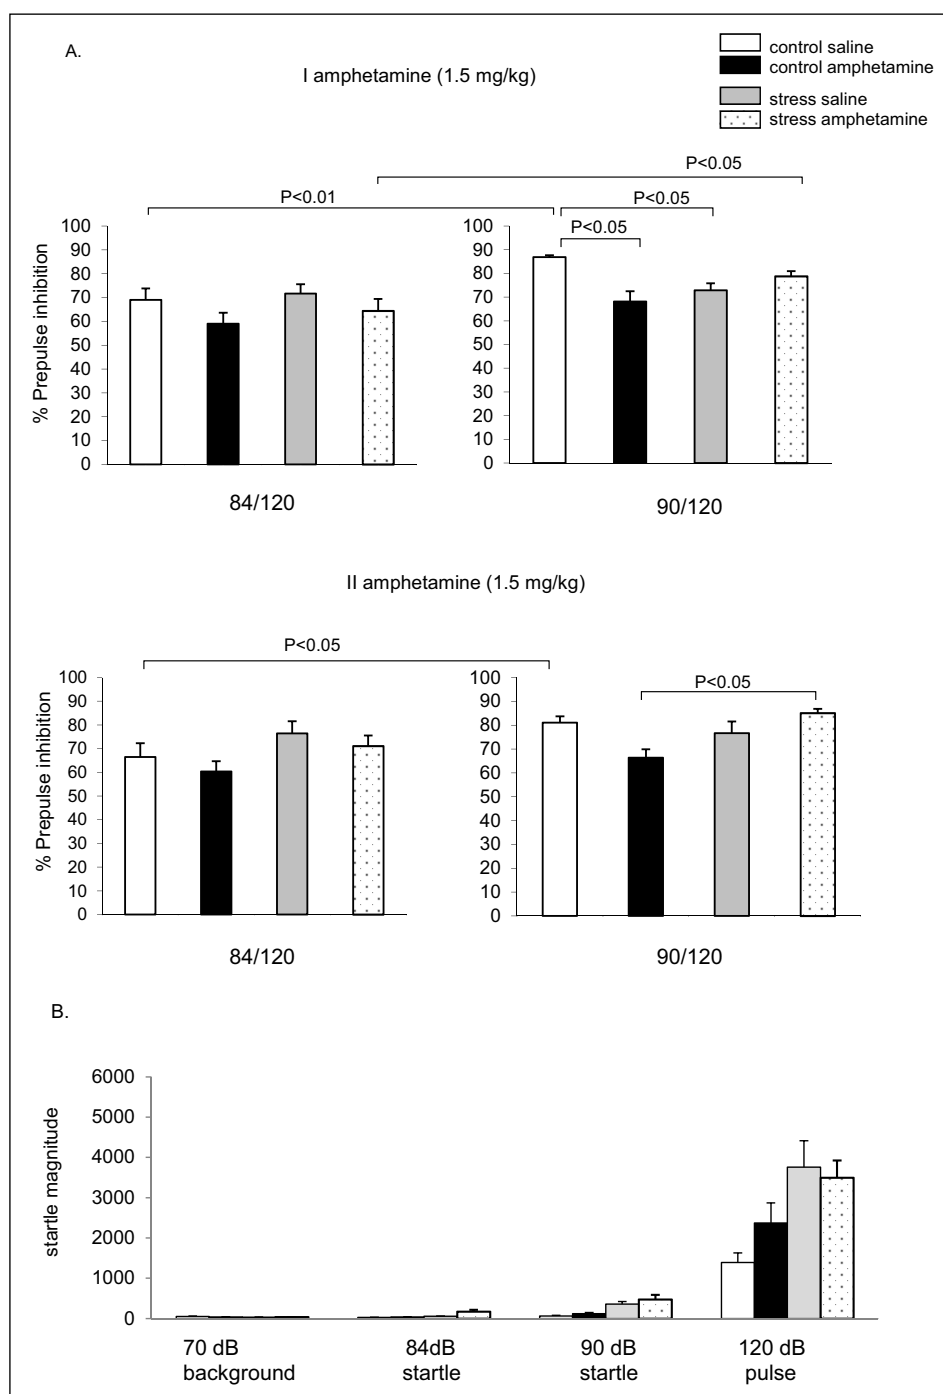 A.
control saline
control amphetamine
stress saline
stress amphetamine
I amphetamine (1.5 mg/kg)
P<0.05
P<0.01
P<0.05
P<0.05
% Prepulse inhibition
100
90
80
70
60
50
40
30
20
10
0
84/120
100
90
80
70
60
50
40
30
20
10
0
90/120
II amphetamine (1.5 mg/kg)
P<0.05
P<0.05
% Prepulse inhibition
100
90
80
70
60
50
40
30
20
10
0
84/120
100
90
80
70
60
50
40
30
20
10
0
90/120
B.
startle magnitude
6000
5000
4000
3000
2000
1000
0
70 dB
background
84dB
startle
90 dB
startle
120 dB
pulse